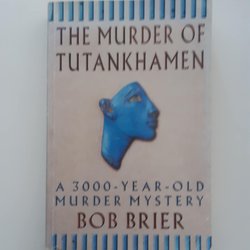 THE MURDER OF
TUTANKHAMEN
A 3000-YEAR-OLD
MURDER MYSTERY
BOB BRIER